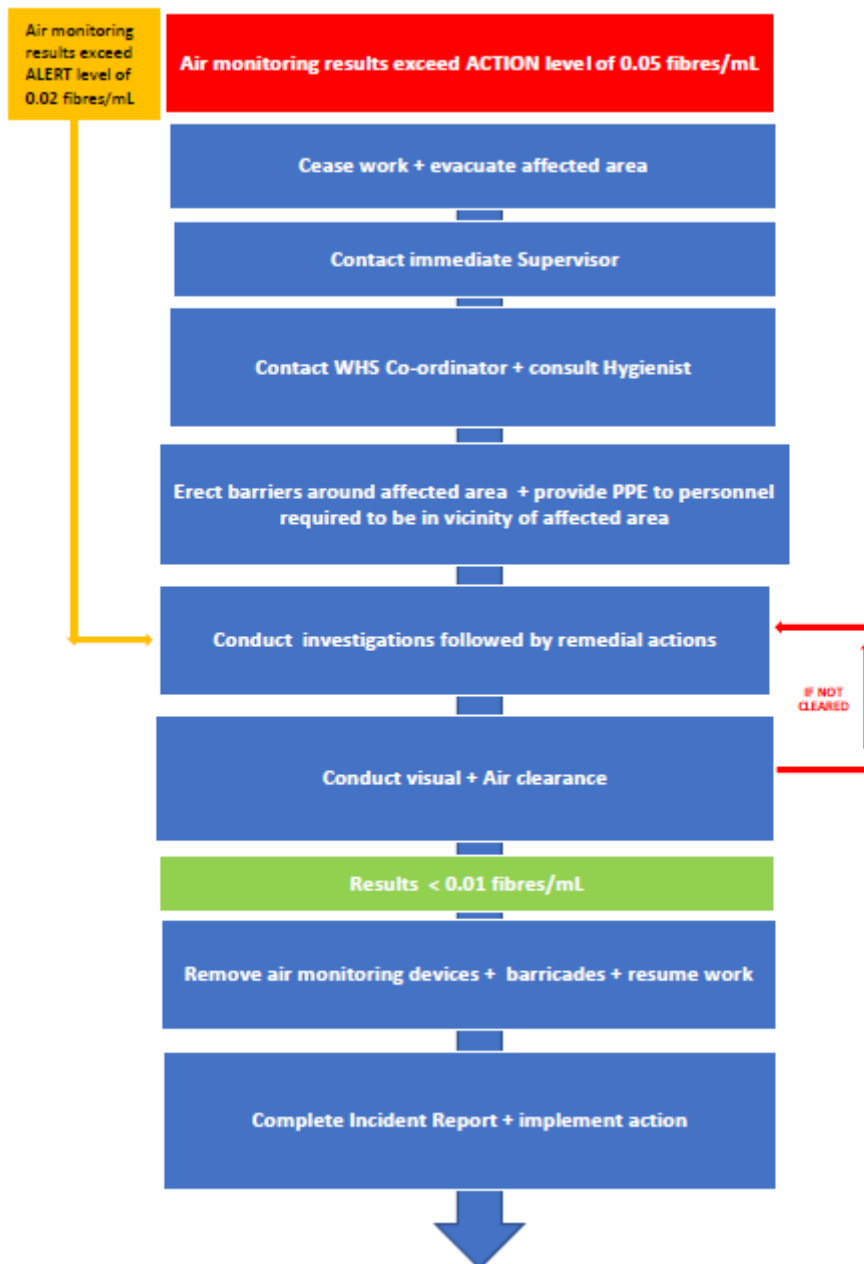 Air monitoring
results exceed
ALERT level of
0.02 fibres/mL
Air monitoring results exceed ACTION level of 0.05 fibres/mL
Cease work + evacuate affected area
Contact immediate Supervisor
Contact WHS Co-ordinator + consult Hygienist
Erect barriers around affected area + provide PPE to personnel
required to be in vicinity of affected area
Conduct investigations followed by remedial actions
IF NOT
CLEARED
Conduct visual + Air clearance
Results < 0.01 fibres/mL
Remove air monitoring devices + barricades + resume work
Complete Incident Report + implement action